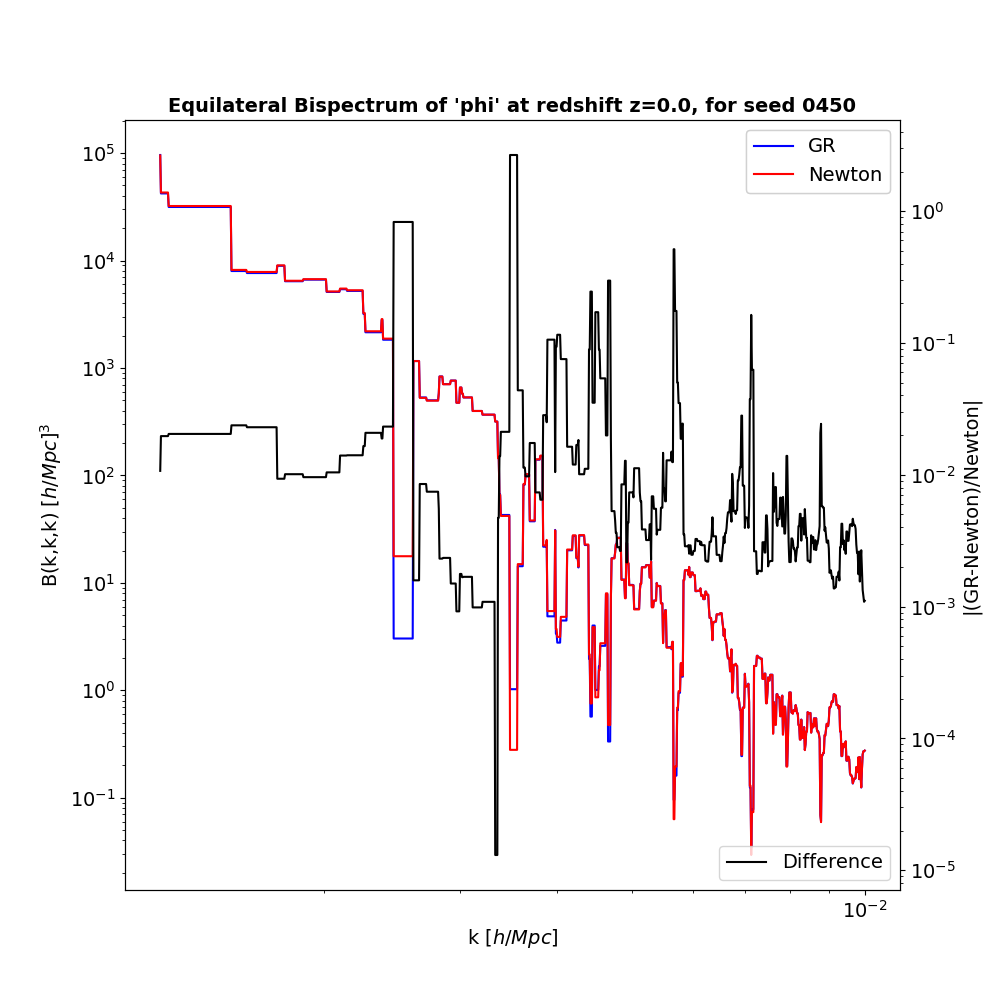 Equilateral Bispectrum of 'phi' at redshift z=0.0, for seed 0450
GR
Newton
10^5
10^4
10^3
10^2
10^1
10^0
10^-1
B(k,k,k) [h/Mpc]^3
10^0
10^-1
10^-2
10^-3
10^-4
10^-5
|(GR-Newton)/Newton|
Difference
10^-2
k [h/Mpc]